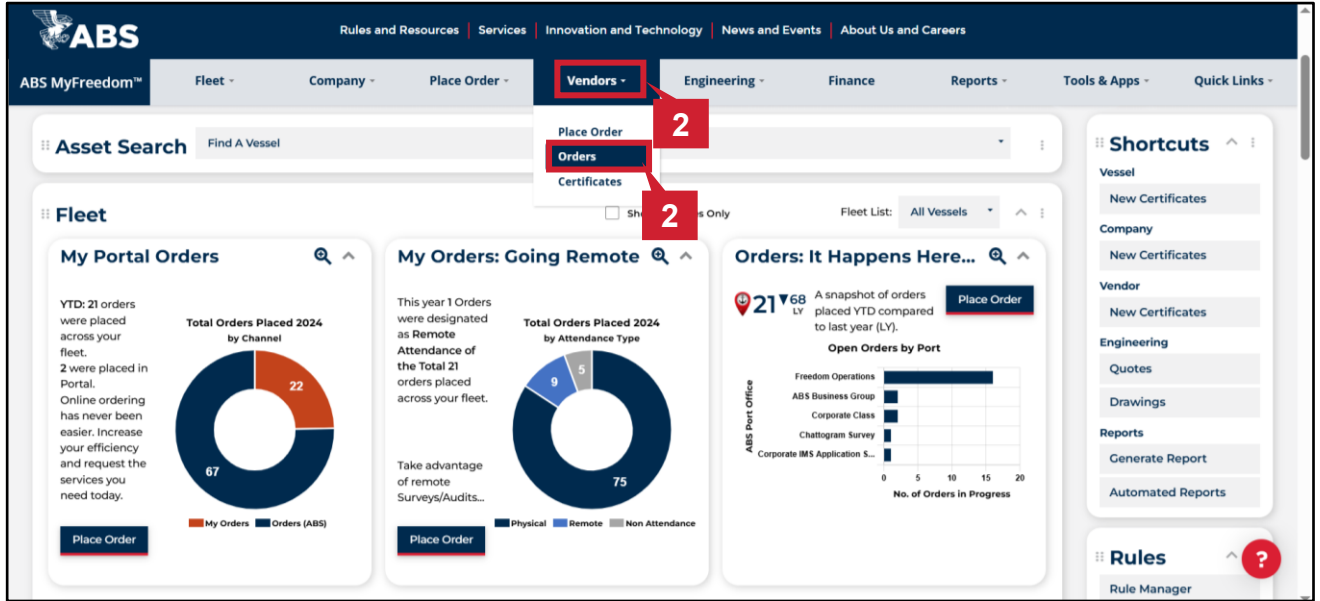 ABS
Rules and Resources
Services
Innovation and Technology
News and Events
About Us and Careers
ABS MyFreedom™
Fleet
Company
Place Order
Vendors
Engineering
Finance
Reports
Tools & Apps
Quick Links
2
Place Order
Orders
Certificates
2
Asset Search
Find A Vessel
Fleet
Only
Fleet List:
All Vessels
My Portal Orders
YTD: 21 orders
were placed
across your
fleet.
2 were placed in
Portal.
Online ordering
has never been
easier. Increase
your efficiency
and request the
services you
need today.
Place Order
Total Orders Placed 2024
by Channel
22
67
My Orders
Orders (ABS)
My Orders: Going Remote
This year 1 Orders
were designated
as Remote
Attendance of
the Total 21
orders placed
across your fleet.
Take advantage
of remote
Surveys/Audits...
Place Order
Total Orders Placed 2024
by Attendance Type
5
9
75
Physical
Remote
Non Attendance
Orders: It Happens Here...
21
68
LY
A snapshot of orders
placed YTD compared
to last year (LY).
Place Order
Open Orders by Port
ABS Port Office
Freedom Operations
ABS Business Group
Corporate Class
Chattogram Survey
Corporate IMS Application S...
0 5 10 15 20
No. of Orders in Progress
Shortcuts
Vessel
New Certificates
Company
New Certificates
Vendor
New Certificates
Engineering
Quotes
Drawings
Reports
Generate Report
Automated Reports
Rules
?
Rule Manager